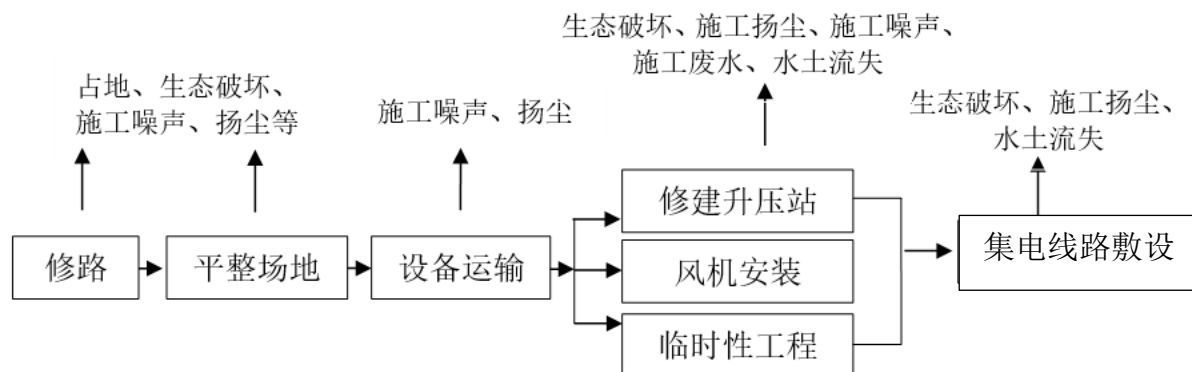 生态破坏、施工扬尘、施工噪声、
施工废水、水土流失
占地、生态破坏、
施工噪声、扬尘等
施工噪声、扬尘
生态破坏、施工扬尘、
水土流失
修路
平整场地
设备运输
修建升压站
风机安装
临时性工程
集电线路敷设